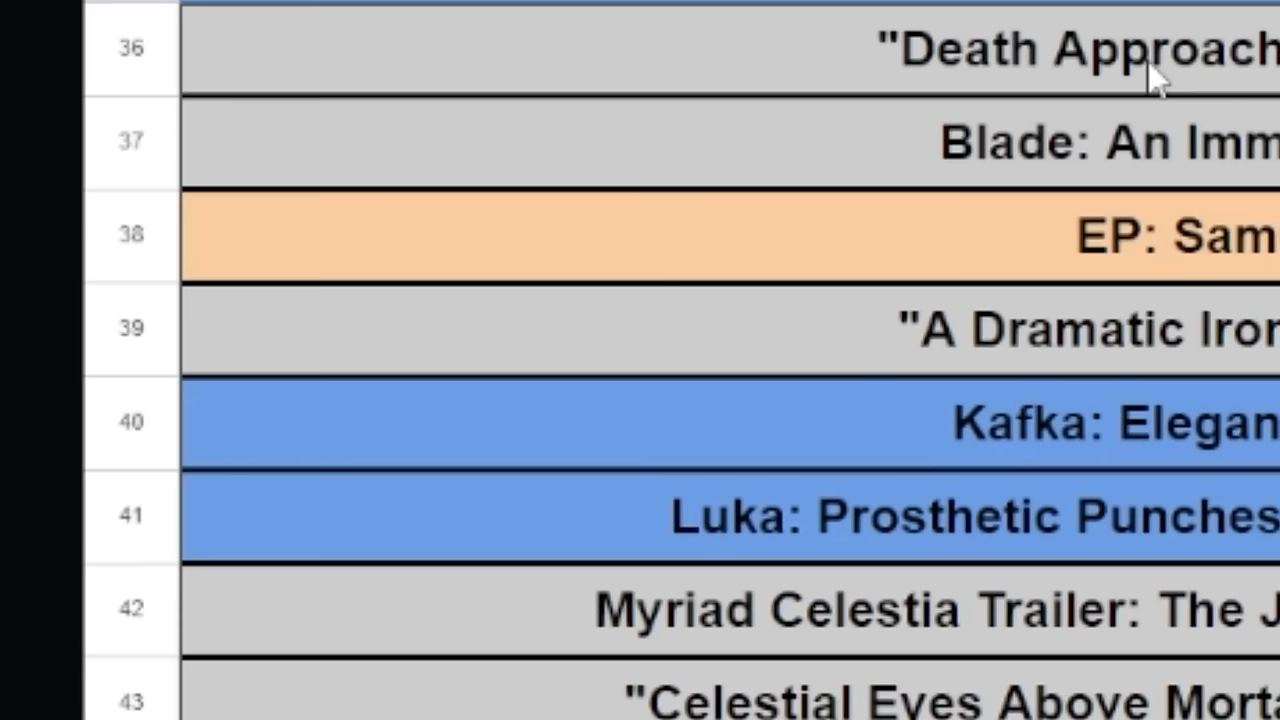 36 "Death Approach
37 Blade: An Imm
38 EP: Sam
39 "A Dramatic Iron
40 Kafka: Elegan
41 Luka: Prosthetic Punches
42 Myriad Celestia Trailer: The J
43 "Celestial Eyes Above Morta